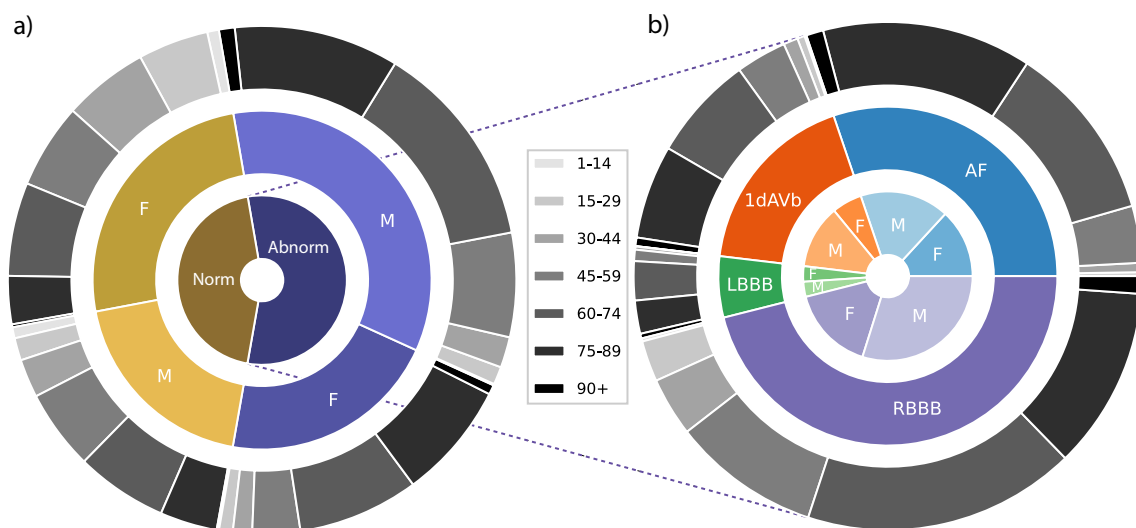 a)
b)
F
M
Norm
Abnorm
M
F
1-14
15-29
30-44
45-59
60-74
75-89
90+
AF
1dAVb
LBBB
RBBB
M
F
M
F
F
M
F
M